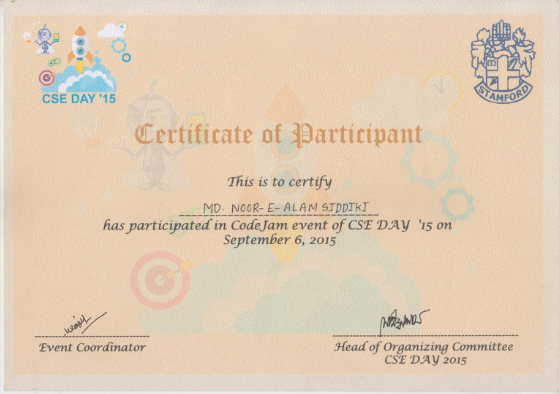 CSE DAY '15
STAMFORD
Certificate of Participant
This is to certify
MD. NOOR-E-ALAM SIDDIKI
has participated in CodeJam event of CSE DAY '15 on
September 6, 2015
Event Coordinator
Head of Organizing Committee
CSE DAY 2015